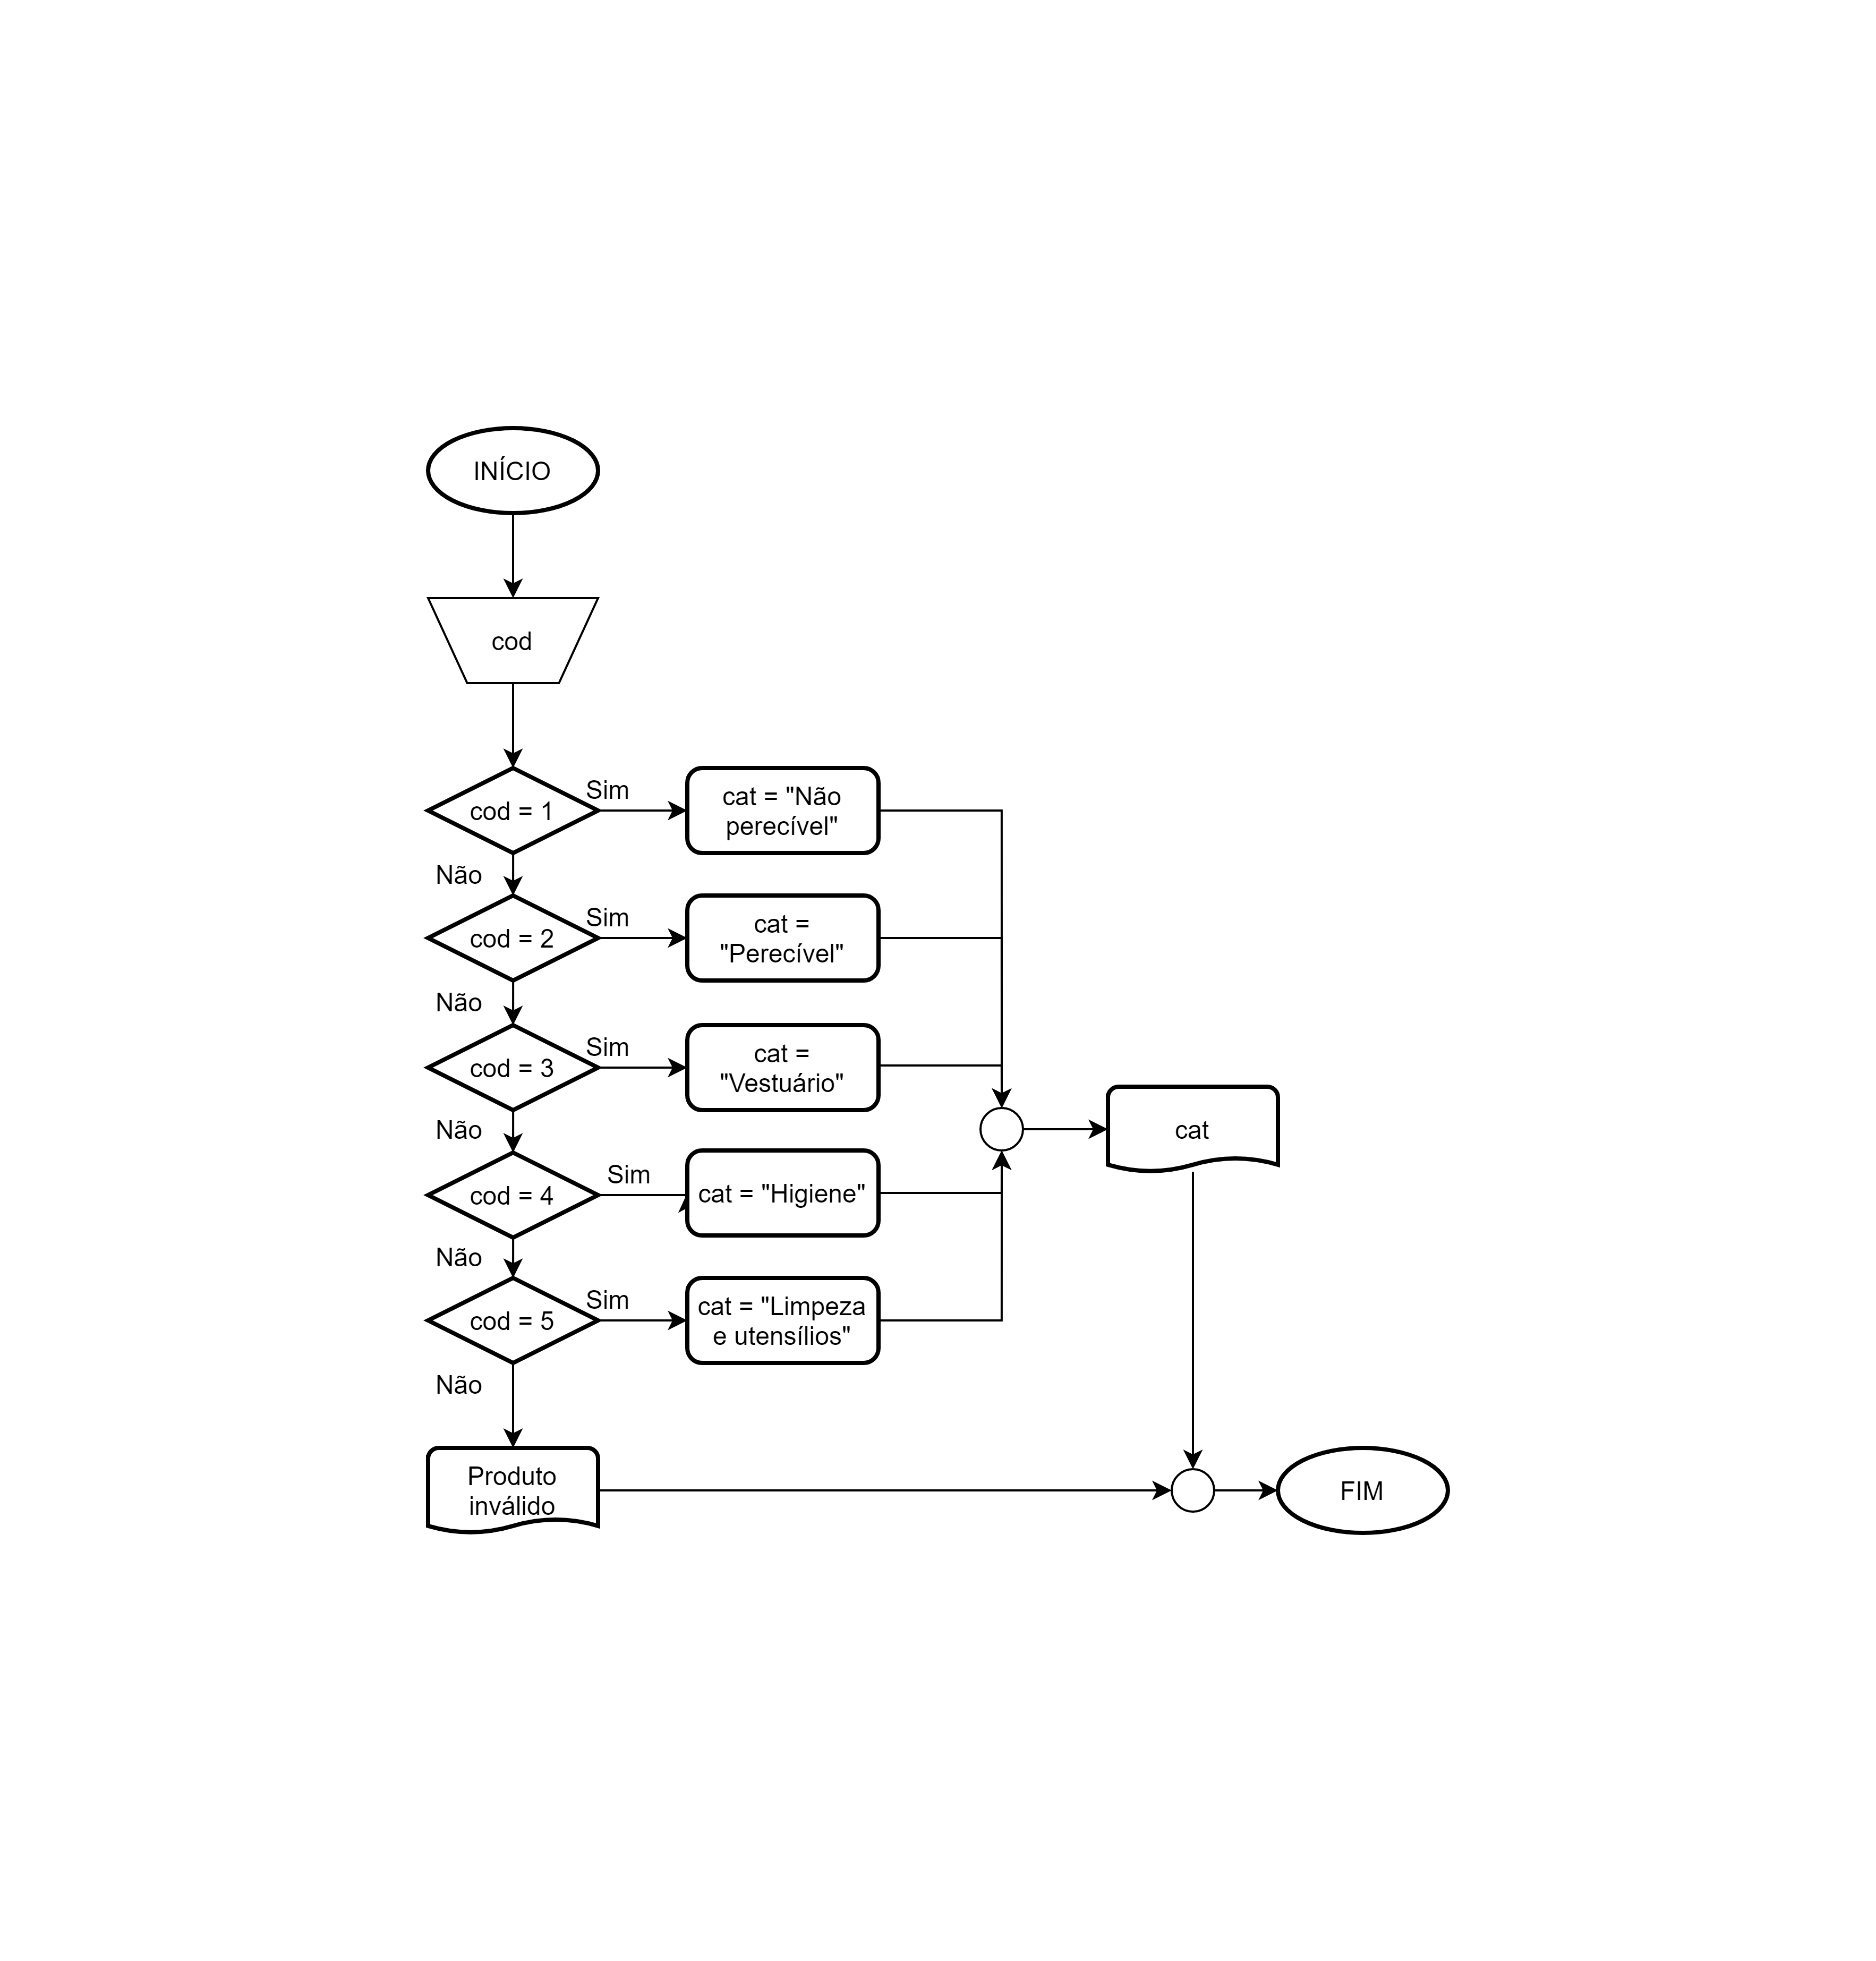 INÍCIO
cod
cod = 1
Sim
cat = "Não
perecível"
Não
cod = 2
Sim
cat =
"Perecível"
Não
cod = 3
Sim
cat =
"Vestuário"
Não
cod = 4
Sim
cat = "Higiene"
cat
Não
cod = 5
Sim
cat = "Limpeza
e utensílios"
Não
Produto
inválido
FIM